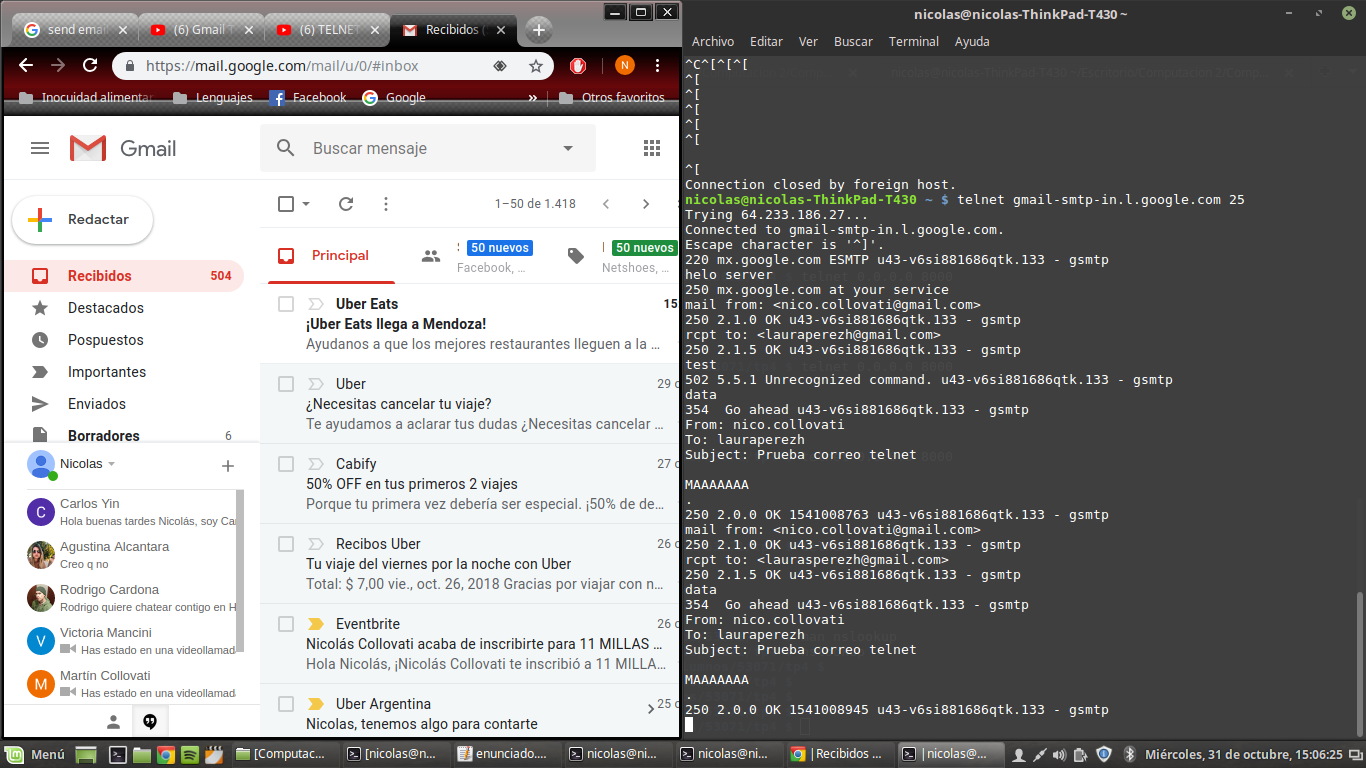 send emai
(6) Gmail T
(6) TELNET
Recibidos (
https://mail.google.com/mail/u/0/#inbox
N
Inocuidad alimentar
Lenguajes
Facebook
Google
»
Otros favoritos
Gmail
Buscar mensaje
Redactar
1–50 de 1.418
Recibidos 504
Destacados
Pospuestos
Importantes
Enviados
Borradores 6
Principal
50 nuevos
Facebook, ...
50 nuevos
Netshoes, ...
Uber Eats 15
¡Uber Eats llega a Mendoza!
Ayudanos a que los mejores restaurantes lleguen a la ...
Uber 29 o
¿Necesitas cancelar tu viaje?
Te ayudamos a aclarar tus dudas ¿Necesitas cancelar ...
Cabify 27 o
50% OFF en tus primeros 2 viajes
Porque tu primera vez debería ser especial. ¡50% de de...
Recibos Uber 26 o
Tu viaje del viernes por la noche con Uber
Total: $ 7,00 vie., oct. 26, 2018 Gracias por viajar con n...
Eventbrite 26 o
Nicolás Collovati acaba de inscribirte para 11 MILLAS ...
Hola Nicolás, ¡Nicolás Collovati te inscribió a 11 MILLA...
Uber Argentina 25 o
Nicolas, tenemos algo para contarte
Nicolas
C
Carlos Yin
Hola buenas tardes Nicolás, soy Car
Agustina Alcantara
Creo q no
Rodrigo Cardona
Rodrigo quiere chatear contigo en H
V
Victoria Mancini
Has estado en una videollamad
M
Martín Collovati
Has estado en una videollamad
nicolas@nicolas-ThinkPad-T430 ~
Archivo Editar Ver Buscar Terminal Ayuda
^C^[^[^[
^[
^[
^[
^[
^[
^[
Connection closed by foreign host.
nicolas@nicolas-ThinkPad-T430 ~ $ telnet gmail-smtp-in.l.google.com 25
Trying 64.233.186.27...
Connected to gmail-smtp-in.l.google.com.
Escape character is '^]'.
220 mx.google.com ESMTP u43-v6si881686qtk.133 - gsmtp
helo server
250 mx.google.com at your service
mail from: <nico.collovati@gmail.com>
250 2.1.0 OK u43-v6si881686qtk.133 - gsmtp
rcpt to: <lauraperezh@gmail.com>
250 2.1.5 OK u43-v6si881686qtk.133 - gsmtp
test
502 5.5.1 Unrecognized command. u43-v6si881686qtk.133 - gsmtp
data
354  Go ahead u43-v6si881686qtk.133 - gsmtp
From: nico.collovati
To: lauraperezh
Subject: Prueba correo telnet
MAAAAAAA
.
250 2.0.0 OK 1541008763 u43-v6si881686qtk.133 - gsmtp
mail from: <nico.collovati@gmail.com>
250 2.1.0 OK u43-v6si881686qtk.133 - gsmtp
rcpt to: <laurasperezh@gmail.com>
250 2.1.5 OK u43-v6si881686qtk.133 - gsmtp
data
354  Go ahead u43-v6si881686qtk.133 - gsmtp
From: nico.collovati
To: lauraperezh
Subject: Prueba correo telnet
MAAAAAAA
.
250 2.0.0 OK 1541008945 u43-v6si881686qtk.133 - gsmtp
Menú
[Computac...
[nicolas@n...
enunciado....
nicolas@ni...
nicolas@ni...
| Recibidos ...
| nicolas@...
Miércoles, 31 de octubre, 15:06:25